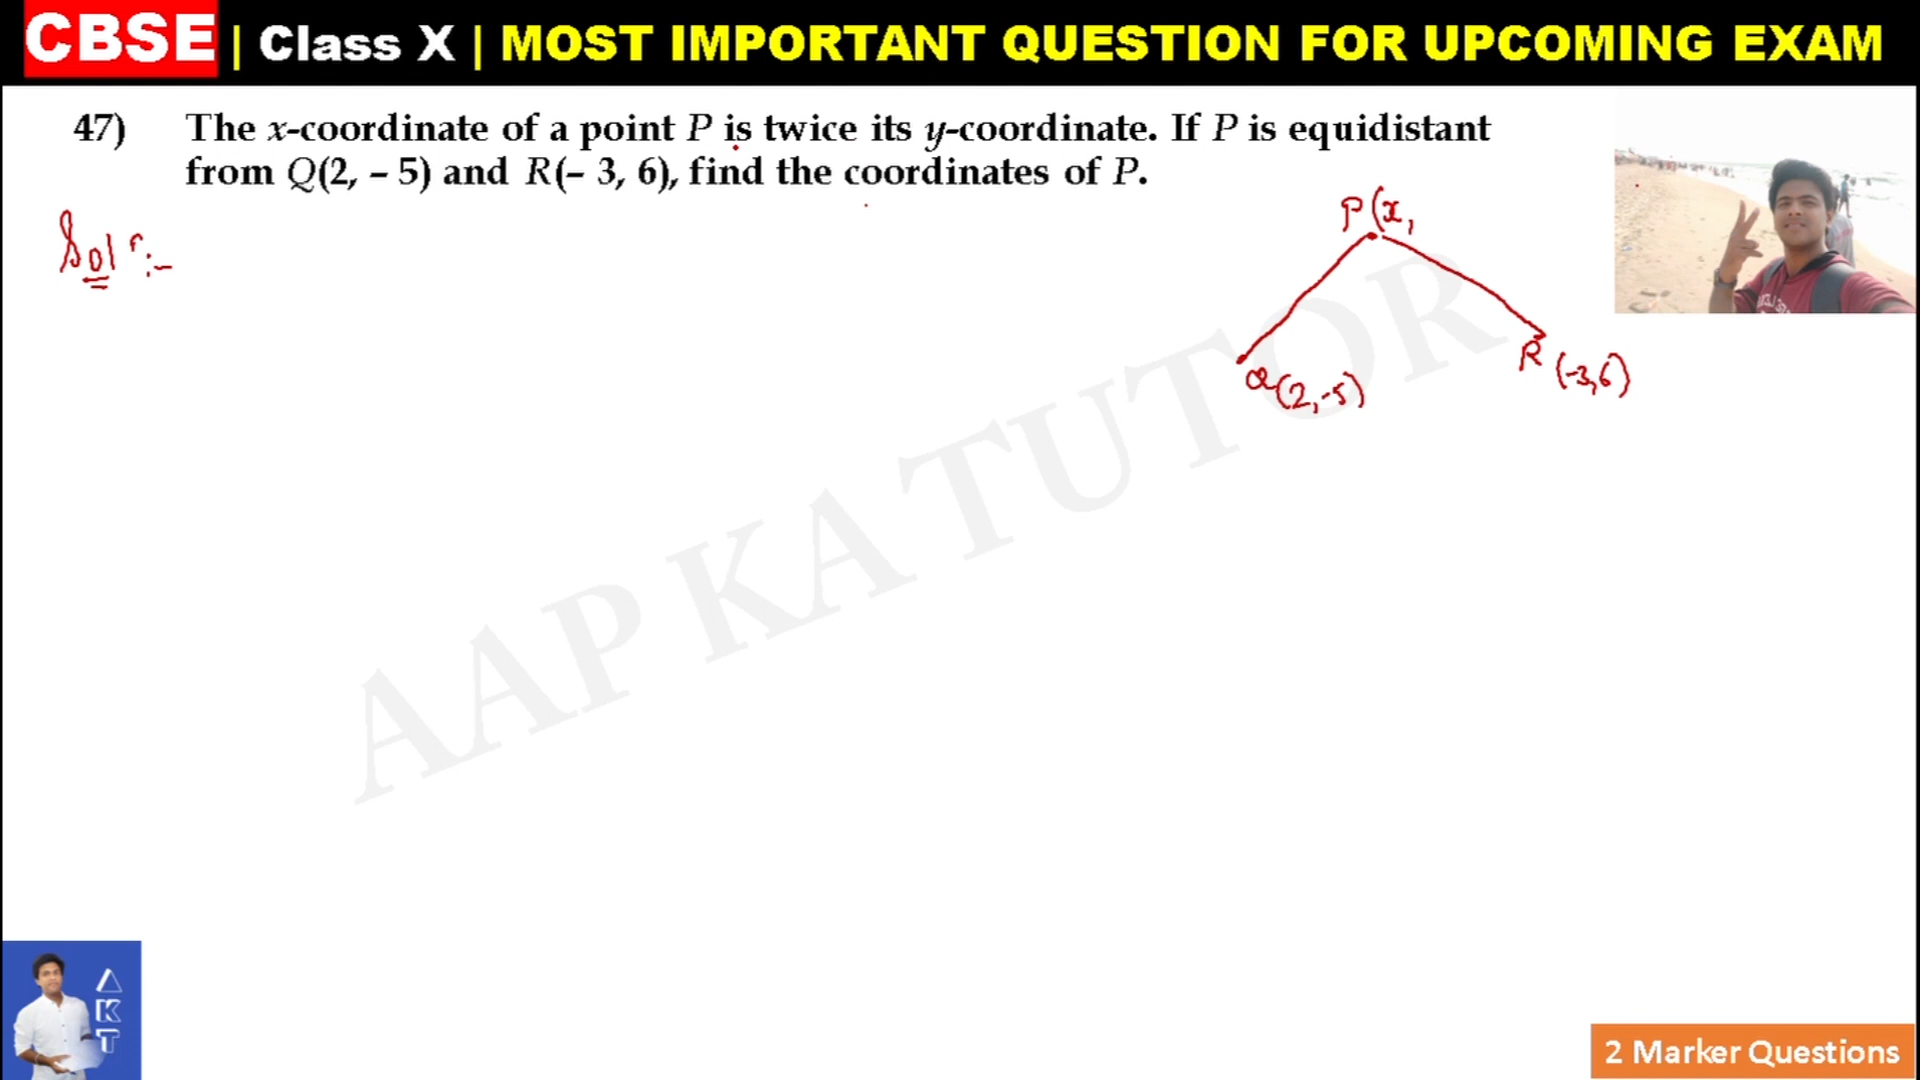 CBSE | Class X | MOST IMPORTANT QUESTION FOR UPCOMING EXAM
47) The x-coordinate of a point P is twice its y-coordinate. If P is equidistant
from Q(2, – 5) and R(– 3, 6), find the coordinates of P.
P(x,
Solⁿ:-
R (-3,6)
Q(2,-5)
AAP KA TUTOR
AKT
2 Marker Questions